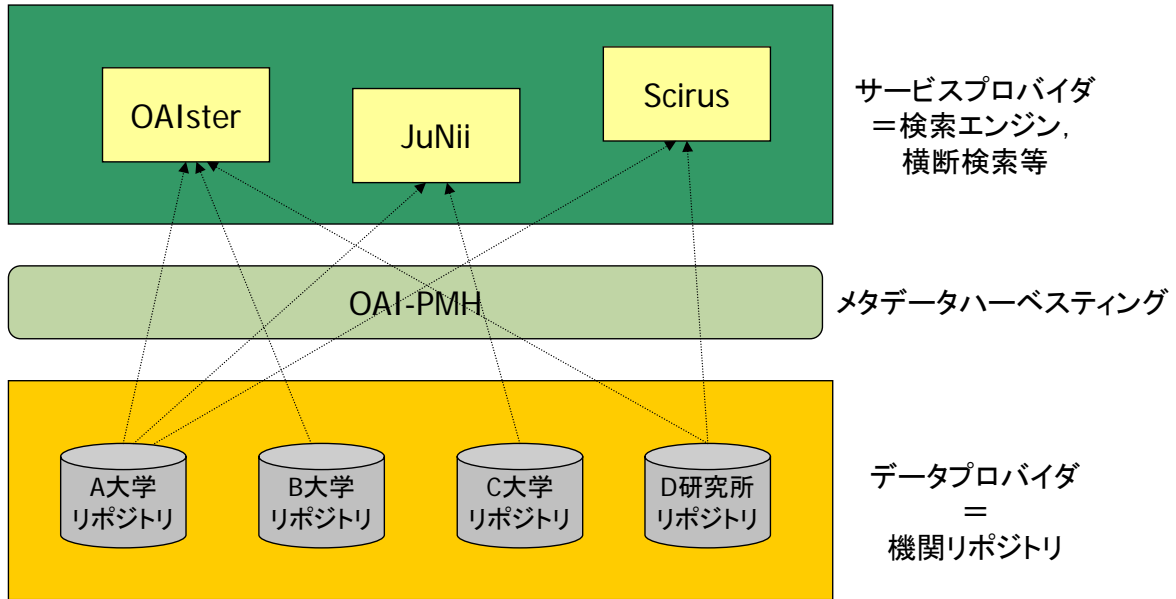 OAIster
JuNii
Scirus
サービスプロバイダ
＝検索エンジン,
横断検索等
OAI-PMH
メタデータハーベスティング
A大学
リポジトリ
B大学
リポジトリ
C大学
リポジトリ
D研究所
リポジトリ
データプロバイダ
＝
機関リポジトリ